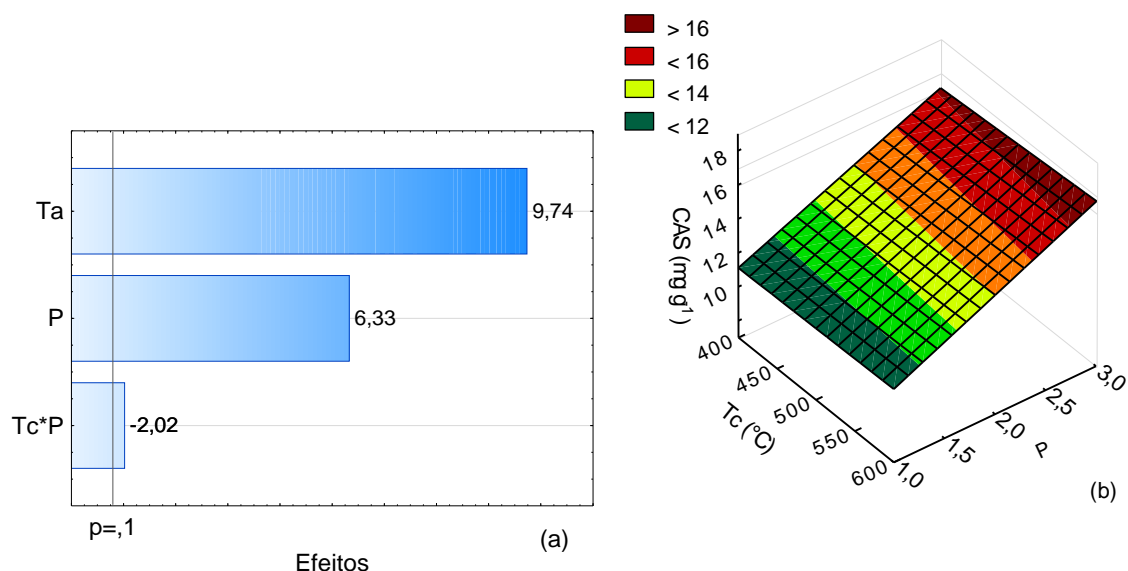 Ta
9,74
P
6,33
Tc*P
-2,02
p=,1
Efeitos
(a)
> 16
< 16
< 14
< 12
18
16
14
12
10
CAS (mg g¹)
400
450
500
550
600
Tc (°C)
1,0
1,5
2,0
2,5
3,0
P
(b)